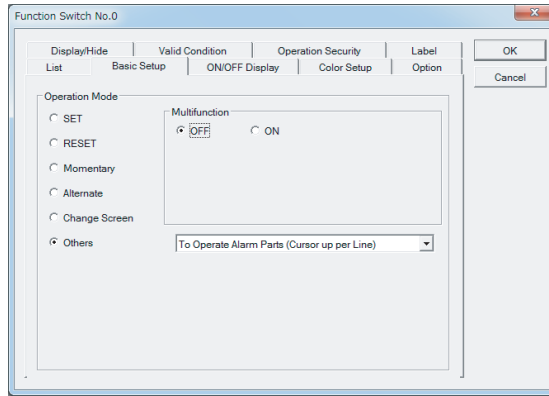 Function Switch No.0
Display/Hide Valid Condition Operation Security Label
List Basic Setup ON/OFF Display Color Setup Option
OK
Cancel
Operation Mode
SET
RESET
Momentary
Alternate
Change Screen
Others
Multifunction
OFF ON
To Operate Alarm Parts (Cursor up per Line)